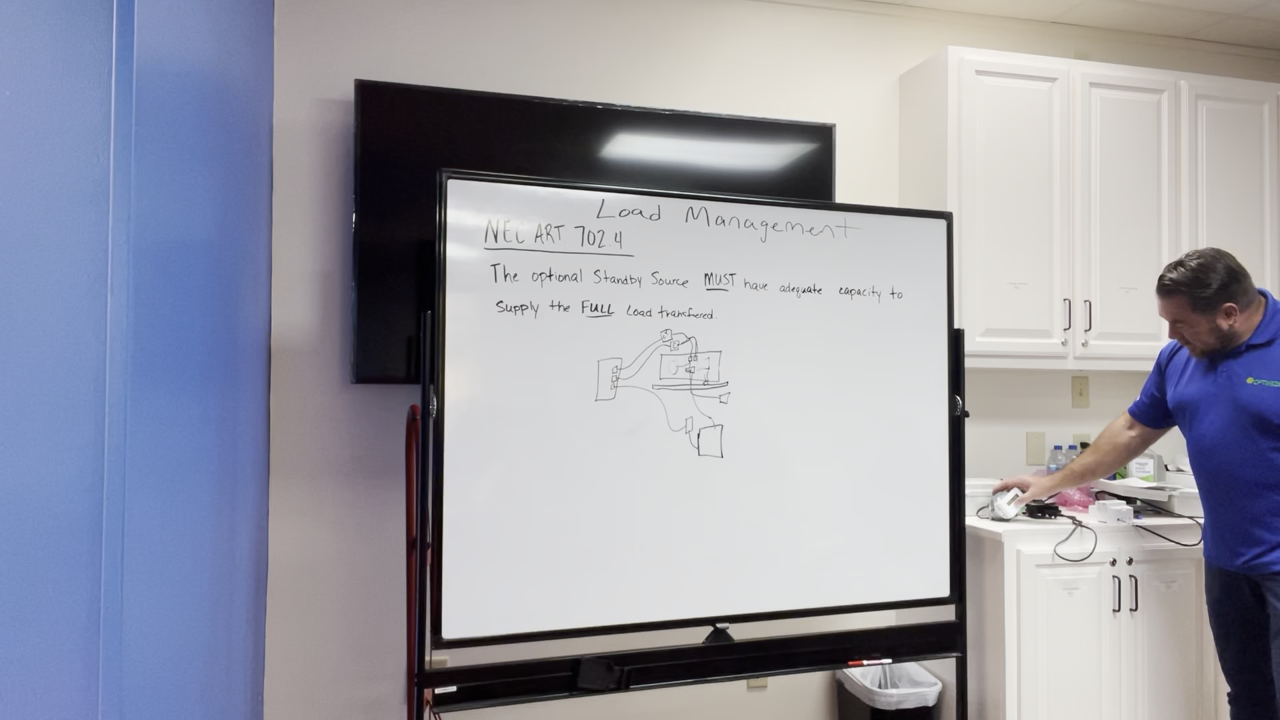 Load Management
NEC ART 702.4
The optional Standby Source MUST have adequate capacity to
Supply the FULL Load transfered.